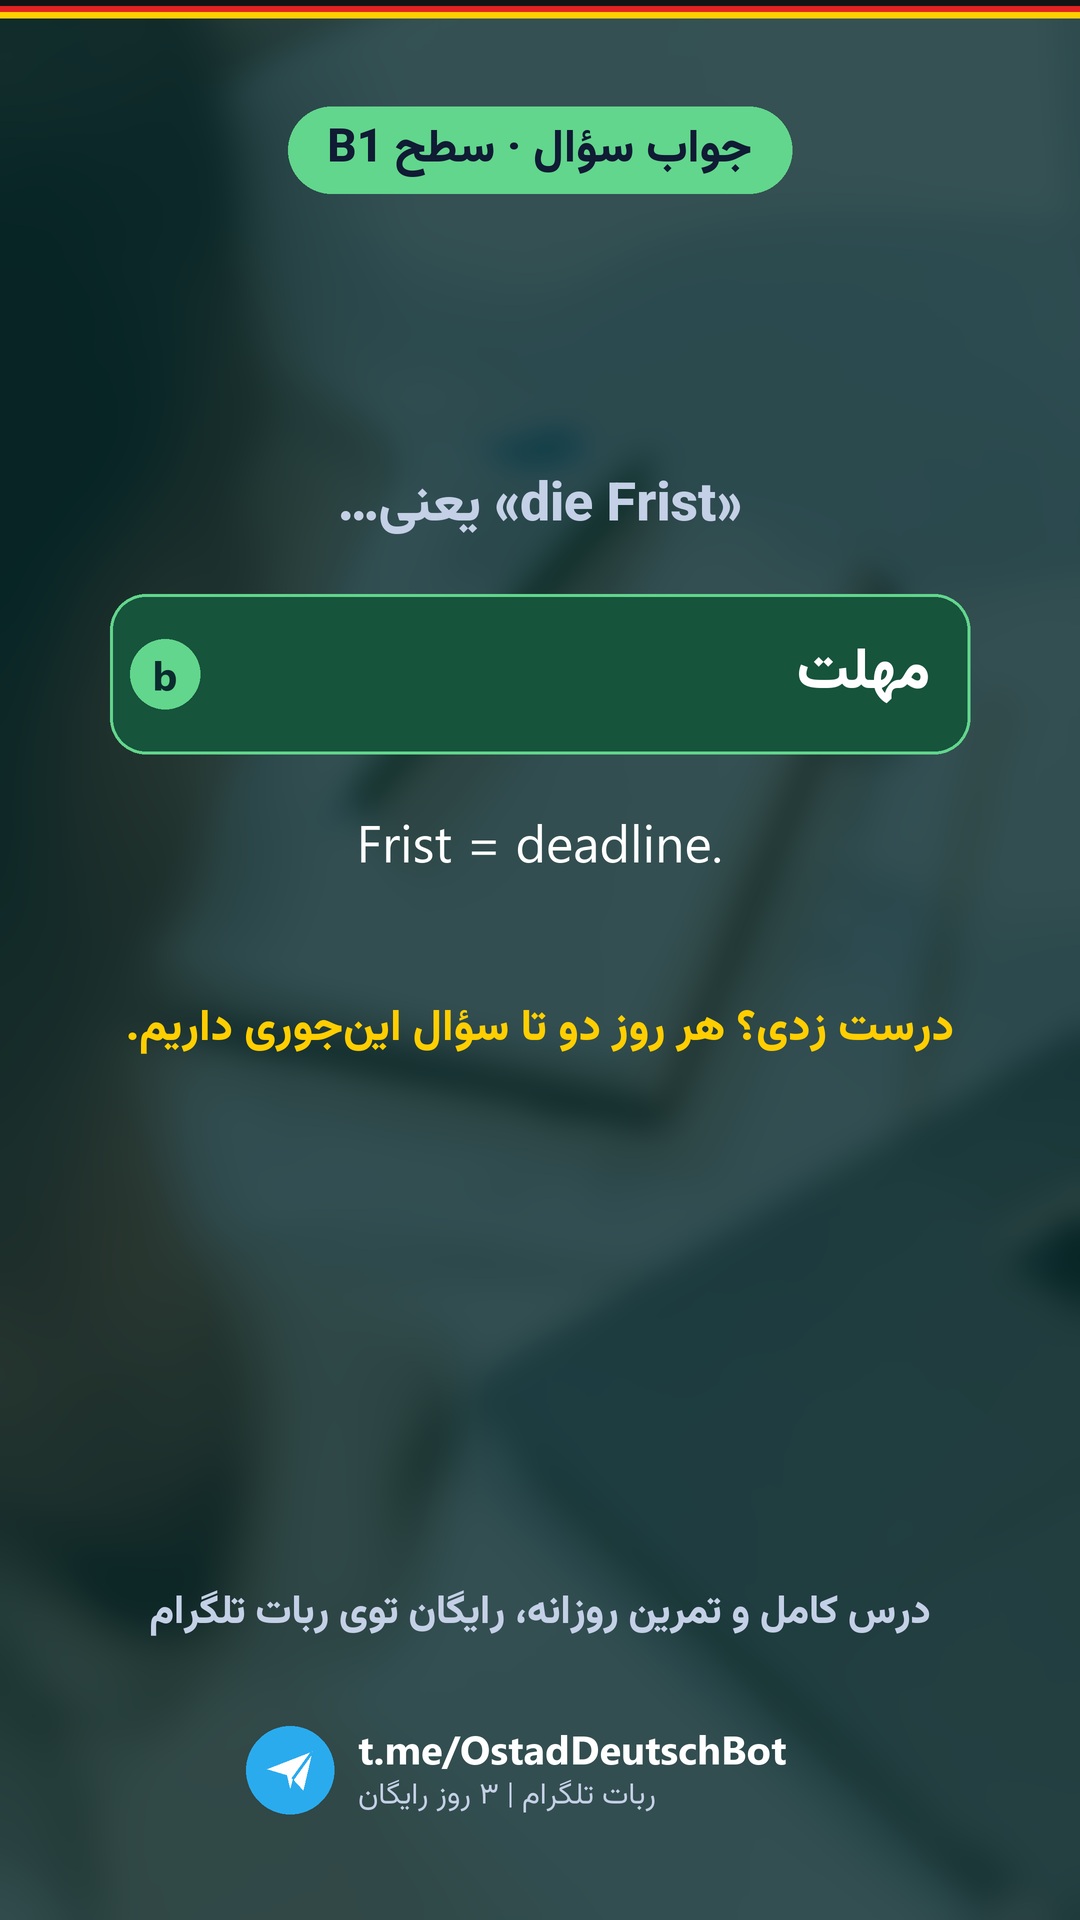 جواب سؤال · سطح B1
«die Frist» یعنی…
مهلت
b
Frist = deadline.
درست زدی؟ هر روز دو تا سؤال این‌جوری داریم.
درس کامل و تمرین روزانه، رایگان توی ربات تلگرام
t.me/OstadDeutschBot
ربات تلگرام | ۳ روز رایگان